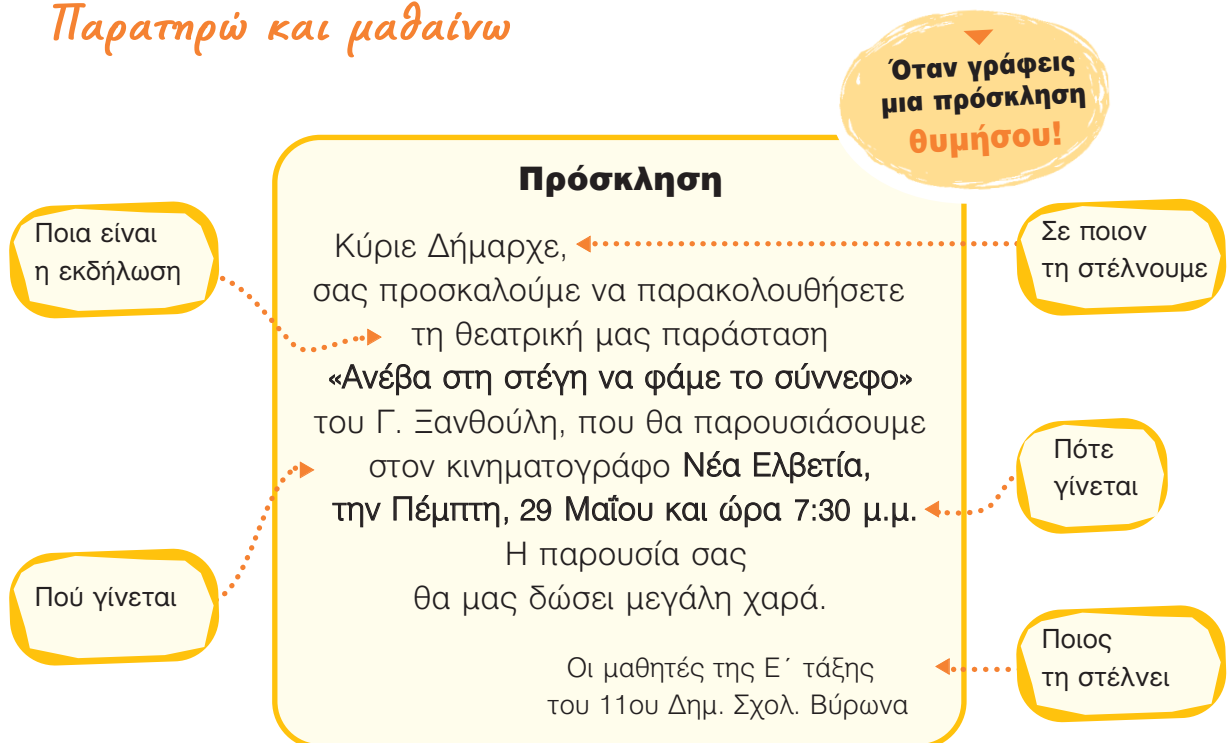 Παρατηρώ και μαθαίνω
Όταν γράφεις
μια πρόσκληση
θυμήσου!
Πρόσκληση
Κύριε Δήμαρχε,
σας προσκαλούμε να παρακολουθήσετε
τη θεατρική μας παράσταση
«Ανέβα στη στέγη να φάμε το σύννεφο»
του Γ. Ξανθούλη, που θα παρουσιάσουμε
στον κινηματογράφο Νέα Ελβετία,
την Πέμπτη, 29 Μαΐου και ώρα 7:30 μ.μ.
Η παρουσία σας
θα μας δώσει μεγάλη χαρά.
Οι μαθητές της Ε΄ τάξης
του 11ου Δημ. Σχολ. Βύρωνα
Ποια είναι
η εκδήλωση
Πού γίνεται
Σε ποιον
τη στέλνουμε
Πότε
γίνεται
Ποιος
τη στέλνει